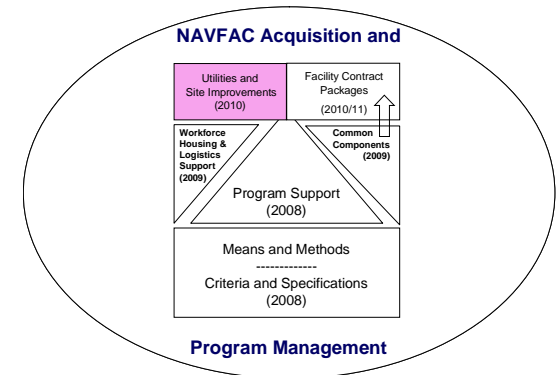 NAVFAC Acquisition and
Utilities and
Site Improvements
(2010)
Facility Contract
Packages
(2010/11)
Workforce
Housing &
Logistics
Support
(2009)
Common
Components
(2009)
Program Support
(2008)
Means and Methods
-------------
Criteria and Specifications
(2008)
Program Management